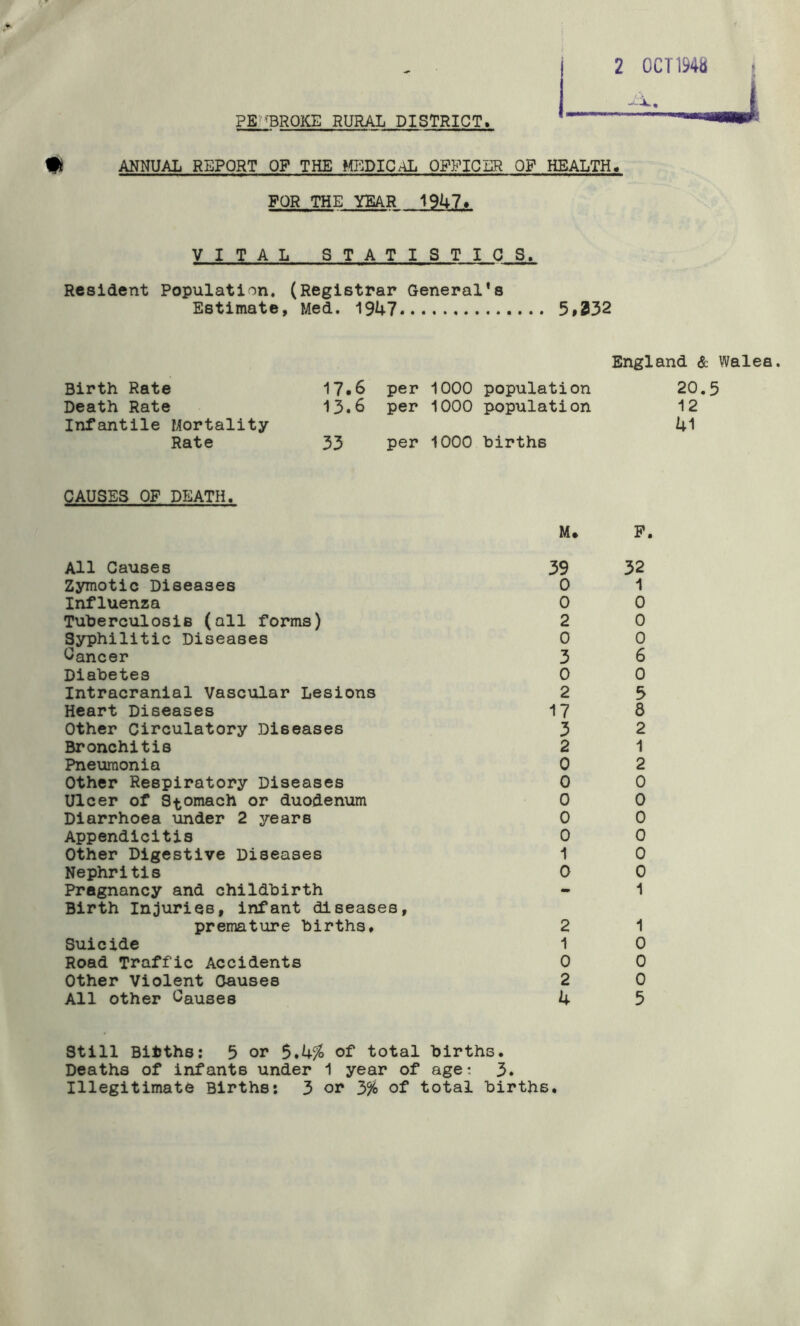 2 OCT 1948
A.
PEMBROKE RURAL DISTRICT.
ANNUAL REPORT OF THE MEDICAL OFFICER OF HEALTH.
FOR THE YEAR 1947.
VITAL STATISTICS.
Resident Population. (Registrar General's
Estimate, Med. 1947............... 5,232
England & Wales.
Birth Rate 17.6 per 1000 population 20.5
Death Rate 13.6 per 1000 population 12
Infantile Mortality 41
Rate 33 per 1000 births
CAUSES OF DEATH.
M. F.
All Causes 39 32
Zymotic Diseases 0 1
Influenza 0 0
Tuberculosis (all forms) 2 0
Syphilitic Diseases 0 0
Cancer 3 6
Diabetes 0 0
Intracranial Vascular Lesions 2 5
Heart Diseases 17 8
Other Circulatory Diseases 3 2
Bronchitis 2 1
Pneumonia 0 2
Other Respiratory Diseases 0 0
Ulcer of Stomach or duodenum 0 0
Diarrhoea under 2 years 0 0
Appendicitis 0 0
Other Digestive Diseases 1 0
Nephritis 0 0
Pregnancy and childbirth - 1
Birth Injuries, infant diseases,
premature births. 2 1
Suicide 1 0
Road Traffic Accidents 0 0
Other Violent Causes 2 0
All other Causes 4 5
Still Bibths: 5 or 5.4% of total births.
Deaths of infants under 1 year of age: 3.
Illegitimate Births: 3 or 3% of total births.